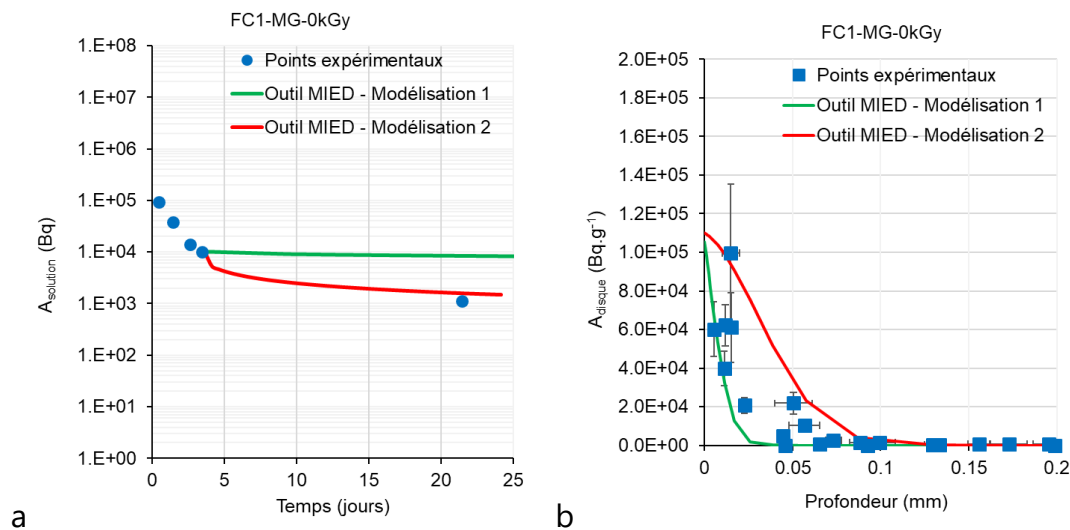 FC1-MG-0kGy
1.E+08
1.E+07
1.E+06
1.E+05
1.E+04
1.E+03
1.E+02
1.E+01
1.E+00
A_solution (Bq)
Points expérimentaux
Outil MIED - Modélisation 1
Outil MIED - Modélisation 2
0 5 10 15 20 25
Temps (jours)
a
FC1-MG-0kGy
2.0E+05
1.8E+05
1.6E+05
1.4E+05
1.2E+05
1.0E+05
8.0E+04
6.0E+04
4.0E+04
2.0E+04
0.0E+00
A_disque (Bq.g⁻¹)
Points expérimentaux
Outil MIED - Modélisation 1
Outil MIED - Modélisation 2
0 0.05 0.1 0.15 0.2
Profondeur (mm)
b